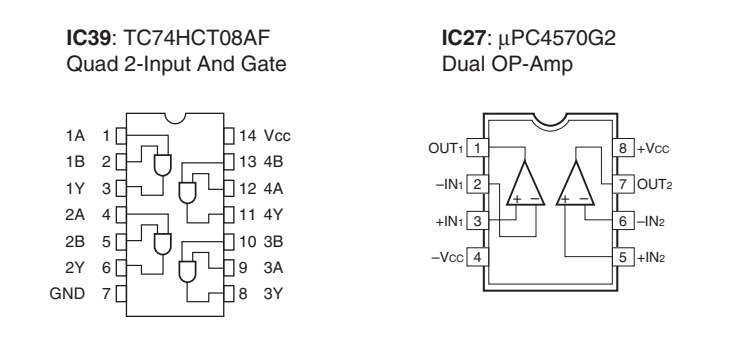 IC39: TC74HCT08AF
Quad 2-Input And Gate
1A 1
1B 2
1Y 3
2A 4
2B 5
2Y 6
GND 7
14 Vcc
13 4B
12 4A
11 4Y
10 3B
9 3A
8 3Y
IC27: μPC4570G2
Dual OP-Amp
OUT1 1
–IN1 2
+IN1 3
–VCC 4
8 +VCC
7 OUT2
6 –IN2
5 +IN2
+ –
+ –